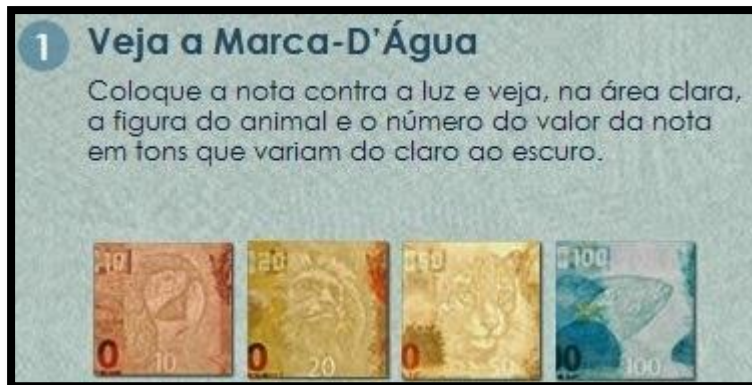 1 Veja a Marca-D'Água
Coloque a nota contra a luz e veja, na área clara,
a figura do animal e o número do valor da nota
em tons que variam do claro ao escuro.
10 20 50 100
0 0 0 00
10 20 50 100